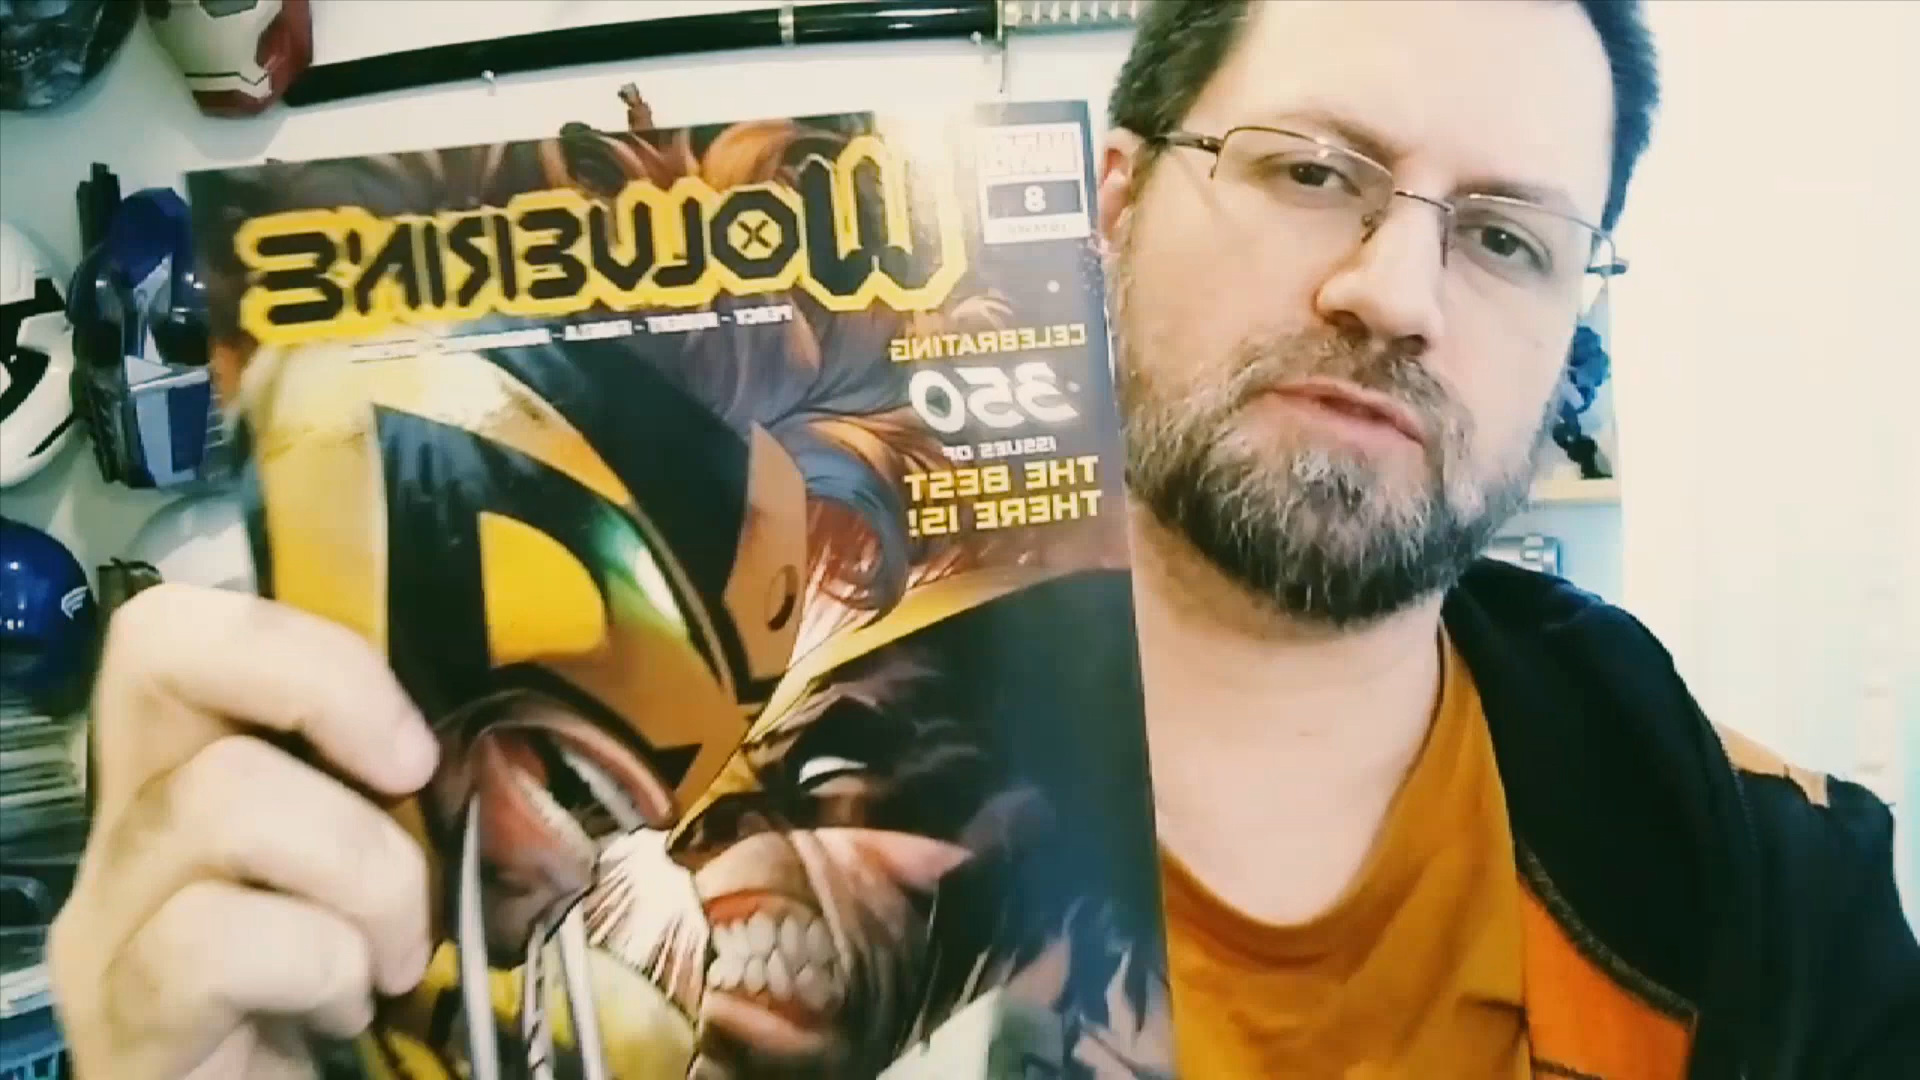 WOLVERINE
8
CELEBRATING
350
ISSUES OF
THE BEST
THERE IS!